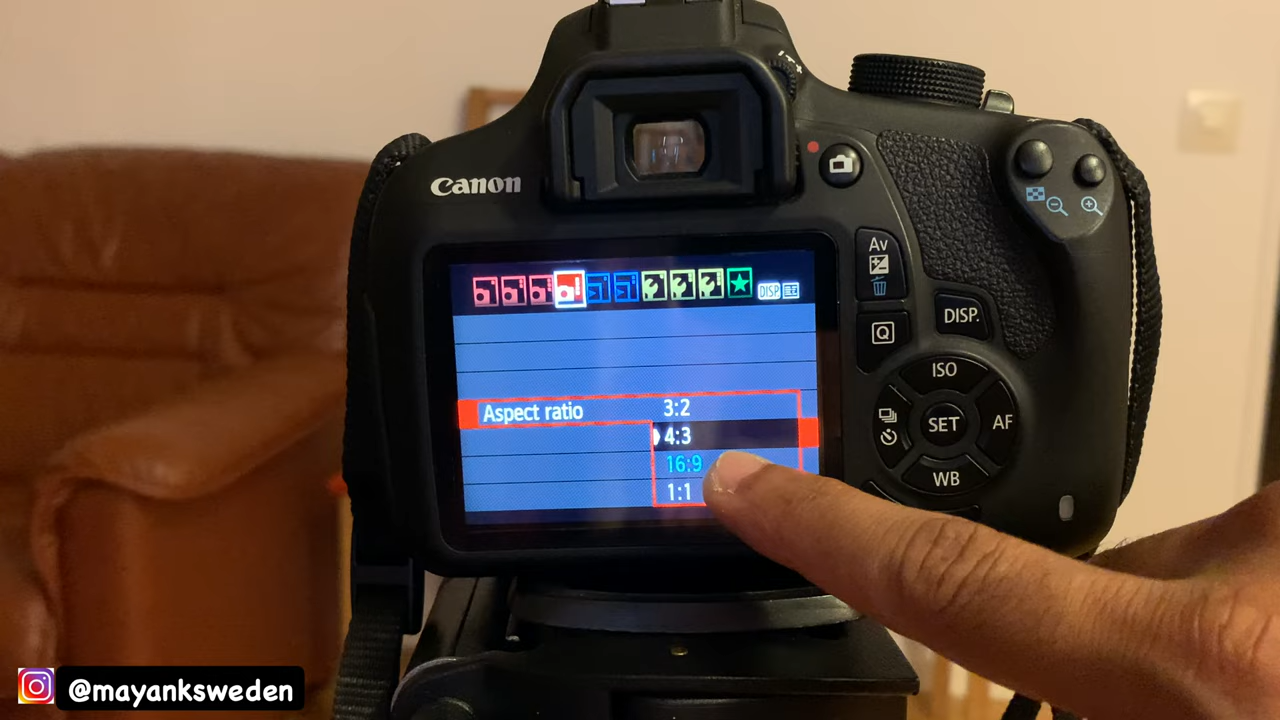 Canon
DISP
Aspect ratio
3:2
4:3
16:9
1:1
Av
DISP.
Q
ISO
SET
AF
WB
@mayanksweden